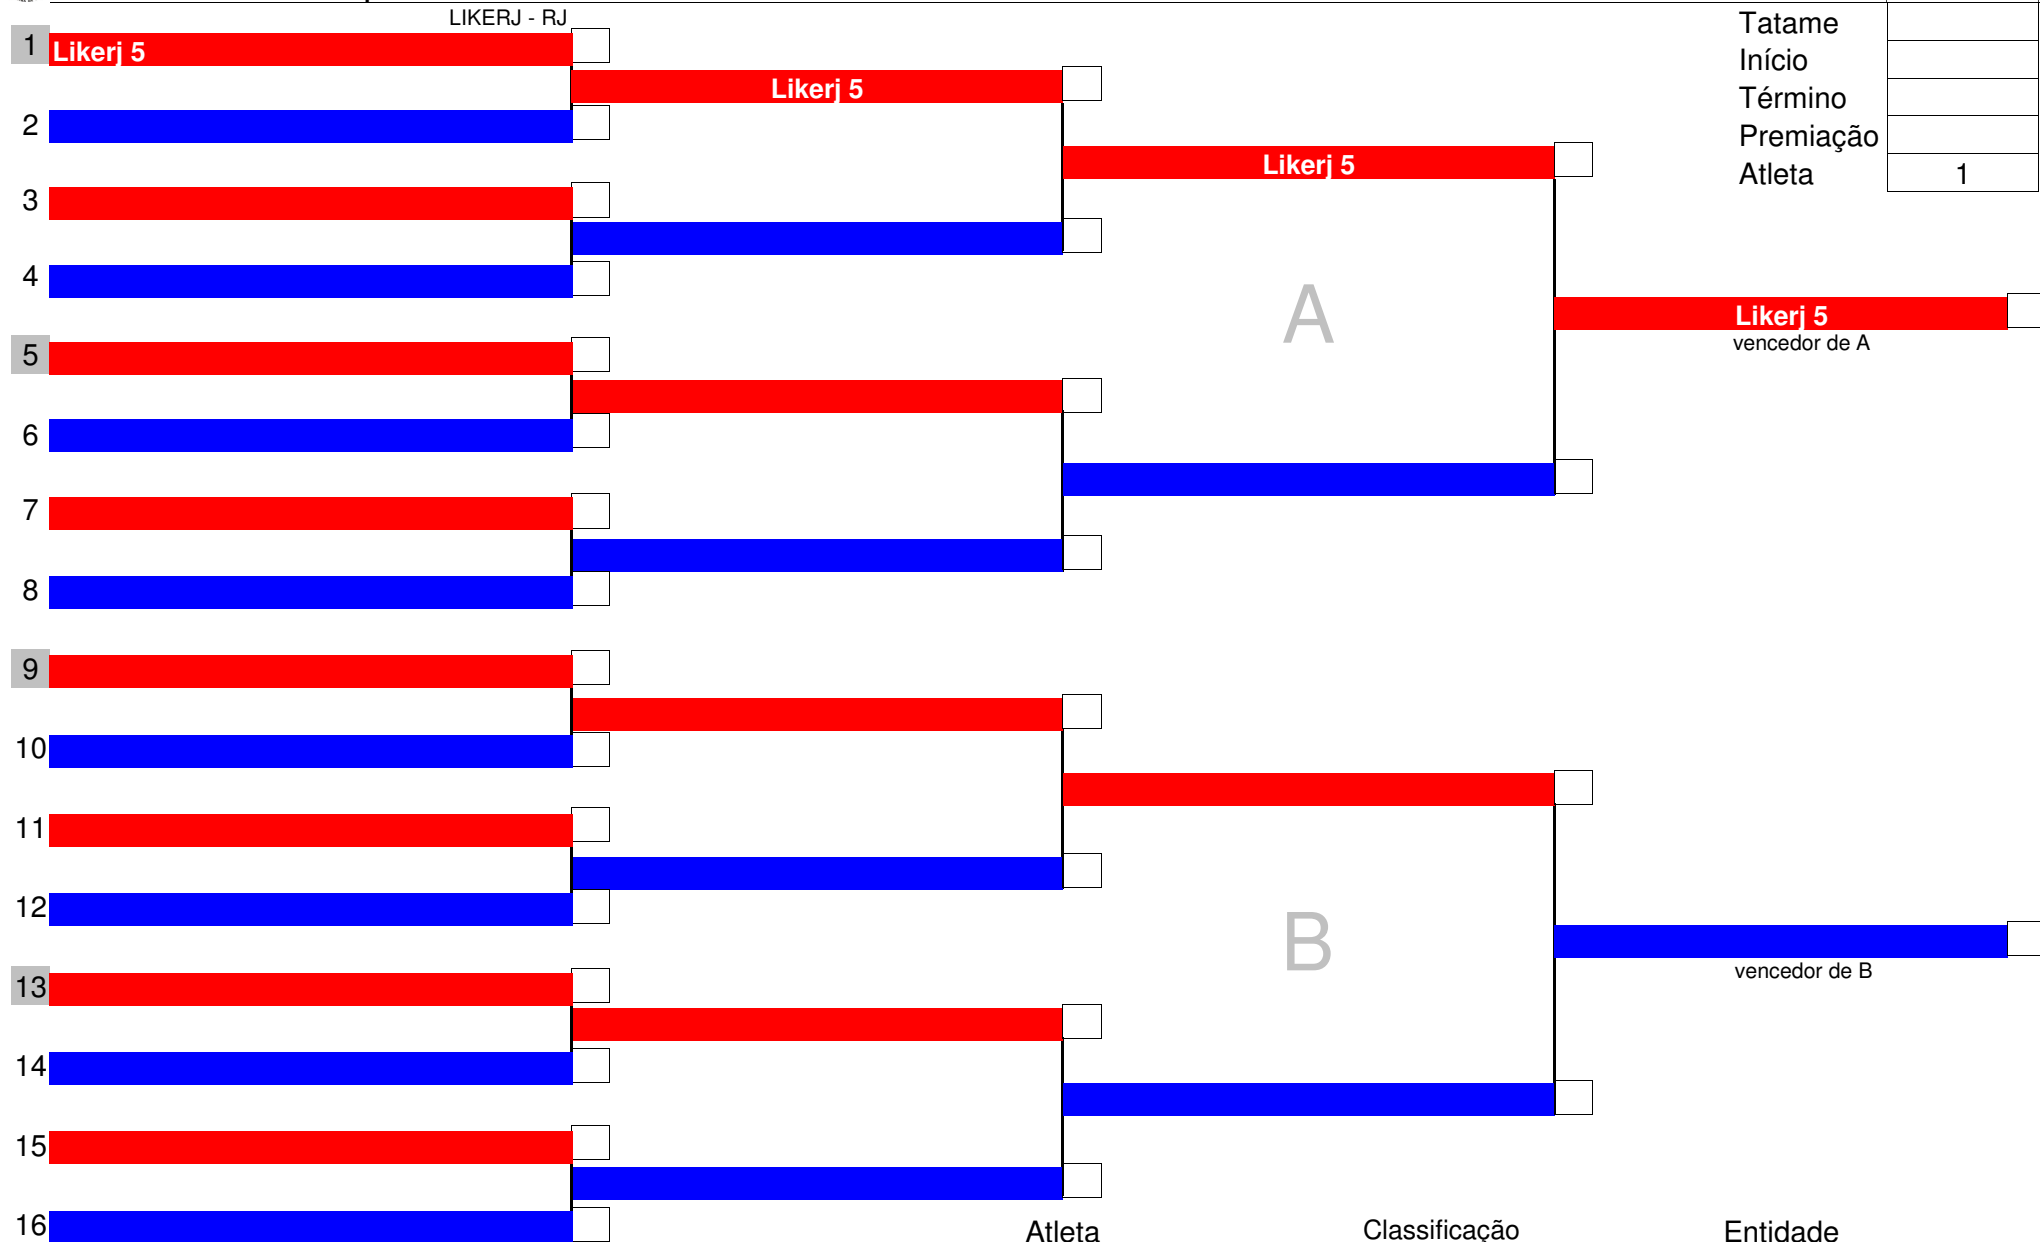 LIKERJ - RJ
Tatame
Início
Término
Premiação
Atleta 1
1 Likerj 5
Likerj 5
2
Likerj 5
3
4
A
Likerj 5
vencedor de A
5
6
7
8
9
10
11
12
B
vencedor de B
13
14
15
16
Atleta Classificação Entidade